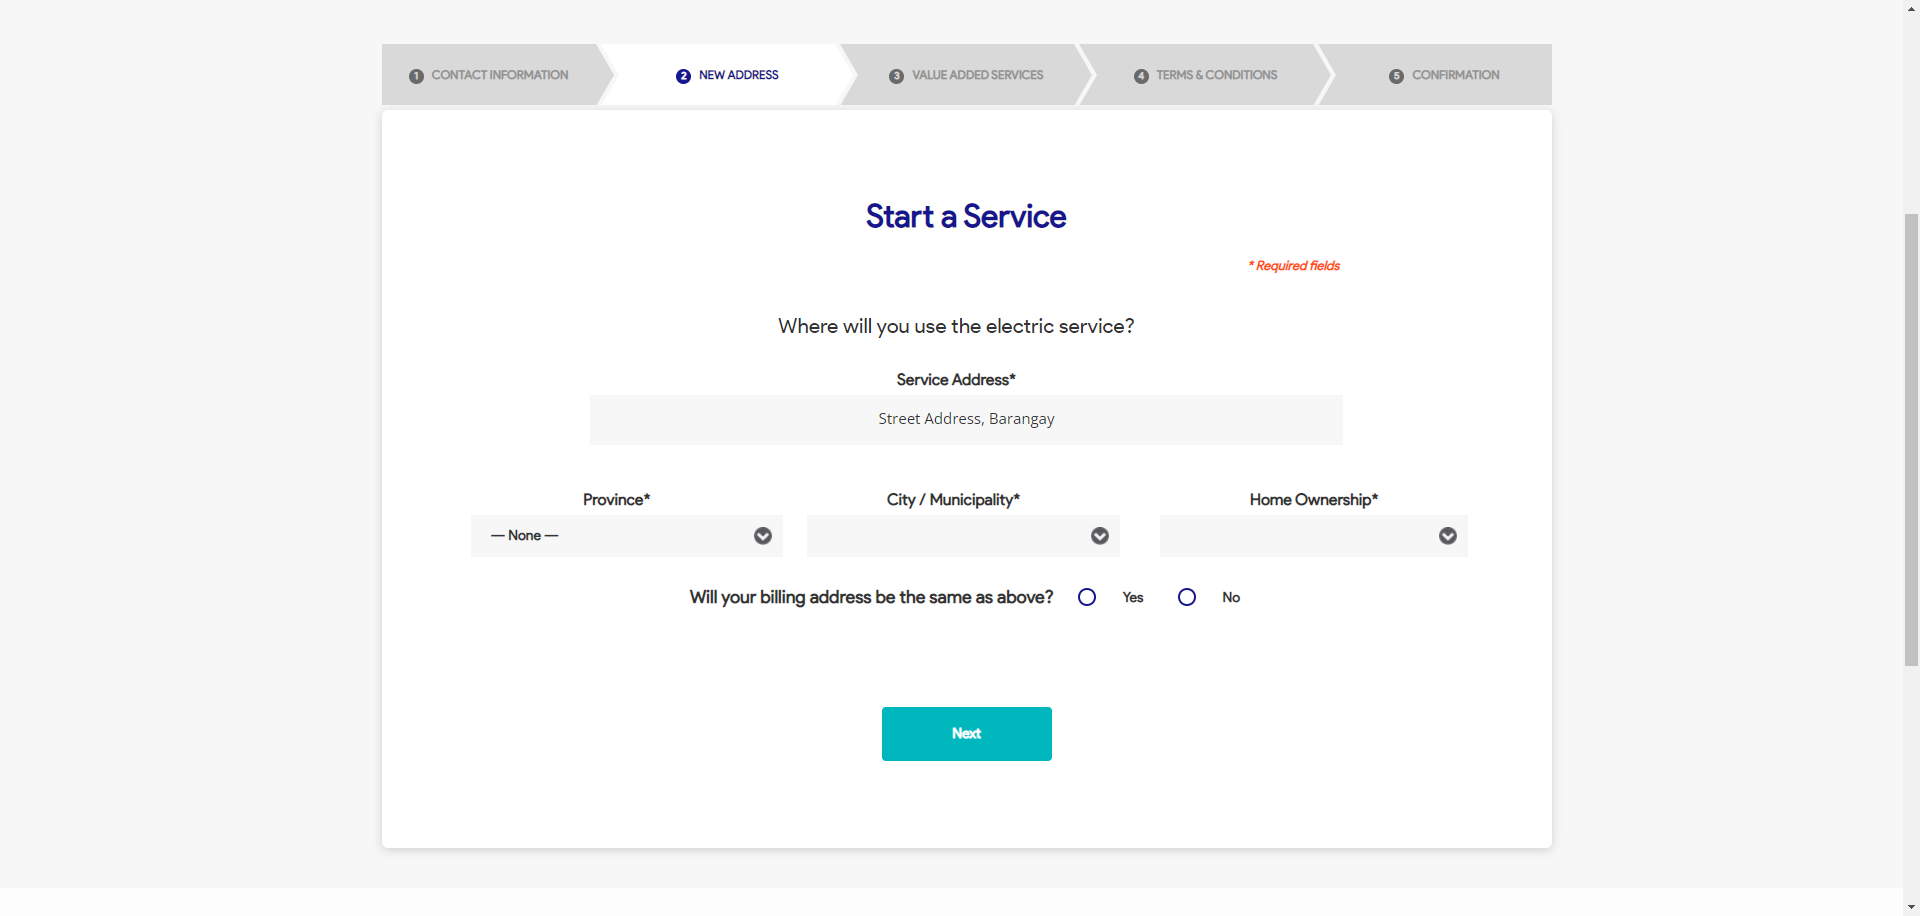 1 CONTACT INFORMATION
2 NEW ADDRESS
3 VALUE ADDED SERVICES
4 TERMS & CONDITIONS
5 CONFIRMATION
Start a Service
* Required fields
Where will you use the electric service?
Service Address*
Street Address, Barangay
Province*
City / Municipality*
Home Ownership*
— None —
Will your billing address be the same as above? Yes No
Next